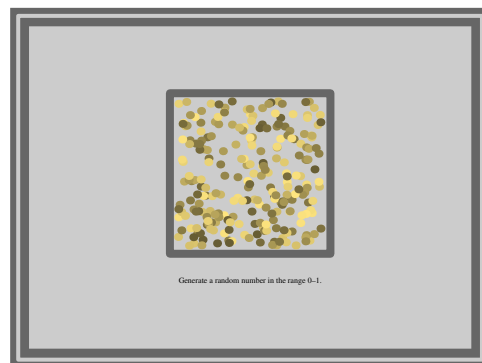 Generate a random number in the range 0–1.